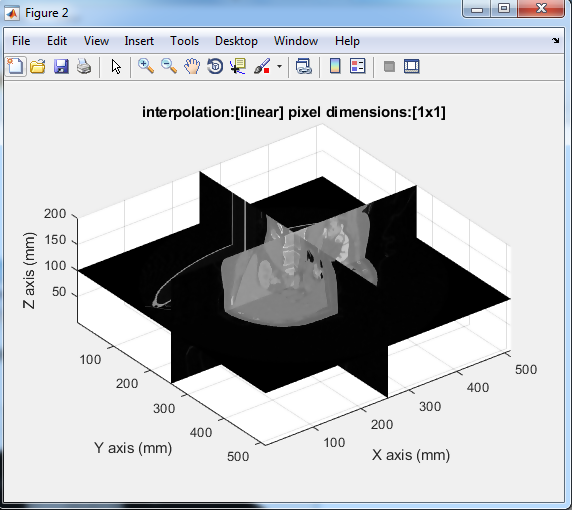 Figure 2
File Edit View Insert Tools Desktop Window Help
interpolation:[linear] pixel dimensions:[1x1]
200
150
100
50
Z axis (mm)
100
200
300
400
500
Y axis (mm)
100
200
300
400
500
X axis (mm)